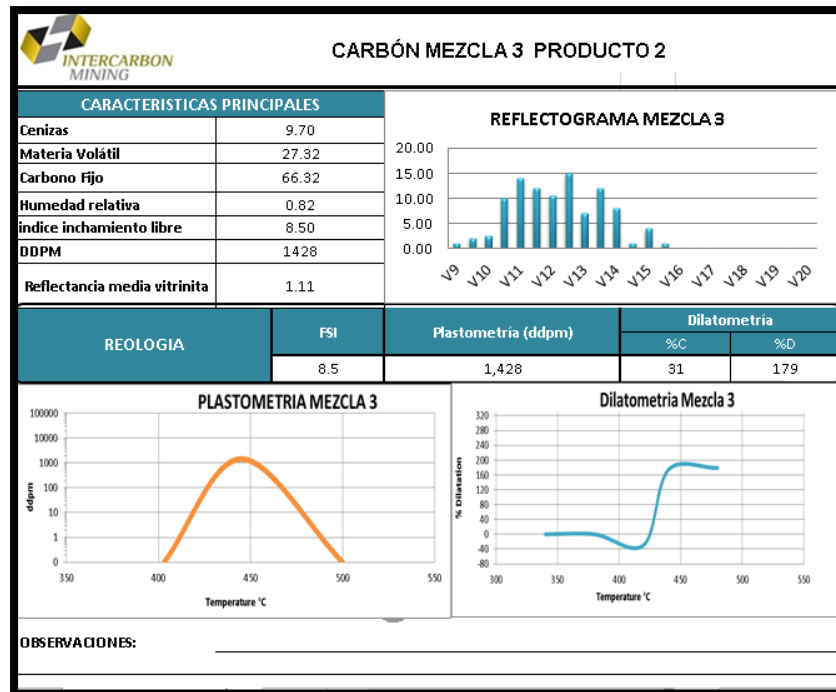 INTERCARBON
MINING
CARBÓN MEZCLA 3 PRODUCTO 2
CARACTERISTICAS PRINCIPALES
Cenizas 9.70
Materia Volátil 27.32
Carbono Fijo 66.32
Humedad relativa 0.82
indice inchamiento libre 8.50
DDPM 1428
Reflectancia media vitrinita 1.11
REFLECTOGRAMA MEZCLA 3
20.00
15.00
10.00
5.00
0.00
V9 V10 V11 V12 V13 V14 V15 V16 V17 V18 V19 V20
REOLOGIA FSI Plastometría (ddpm) Dilatometría
%C %D
8.5 1,428 31 179
PLASTOMETRIA MEZCLA 3
100000
10000
1000
100
10
1
0
ddpm
350 400 450 500 550
Temperature °C
Dilatometria Mezcla 3
320
280
240
200
160
120
80
40
0
-40
-80
% Dilatation
300 350 400 450 500 550
Temperature °C
OBSERVACIONES: